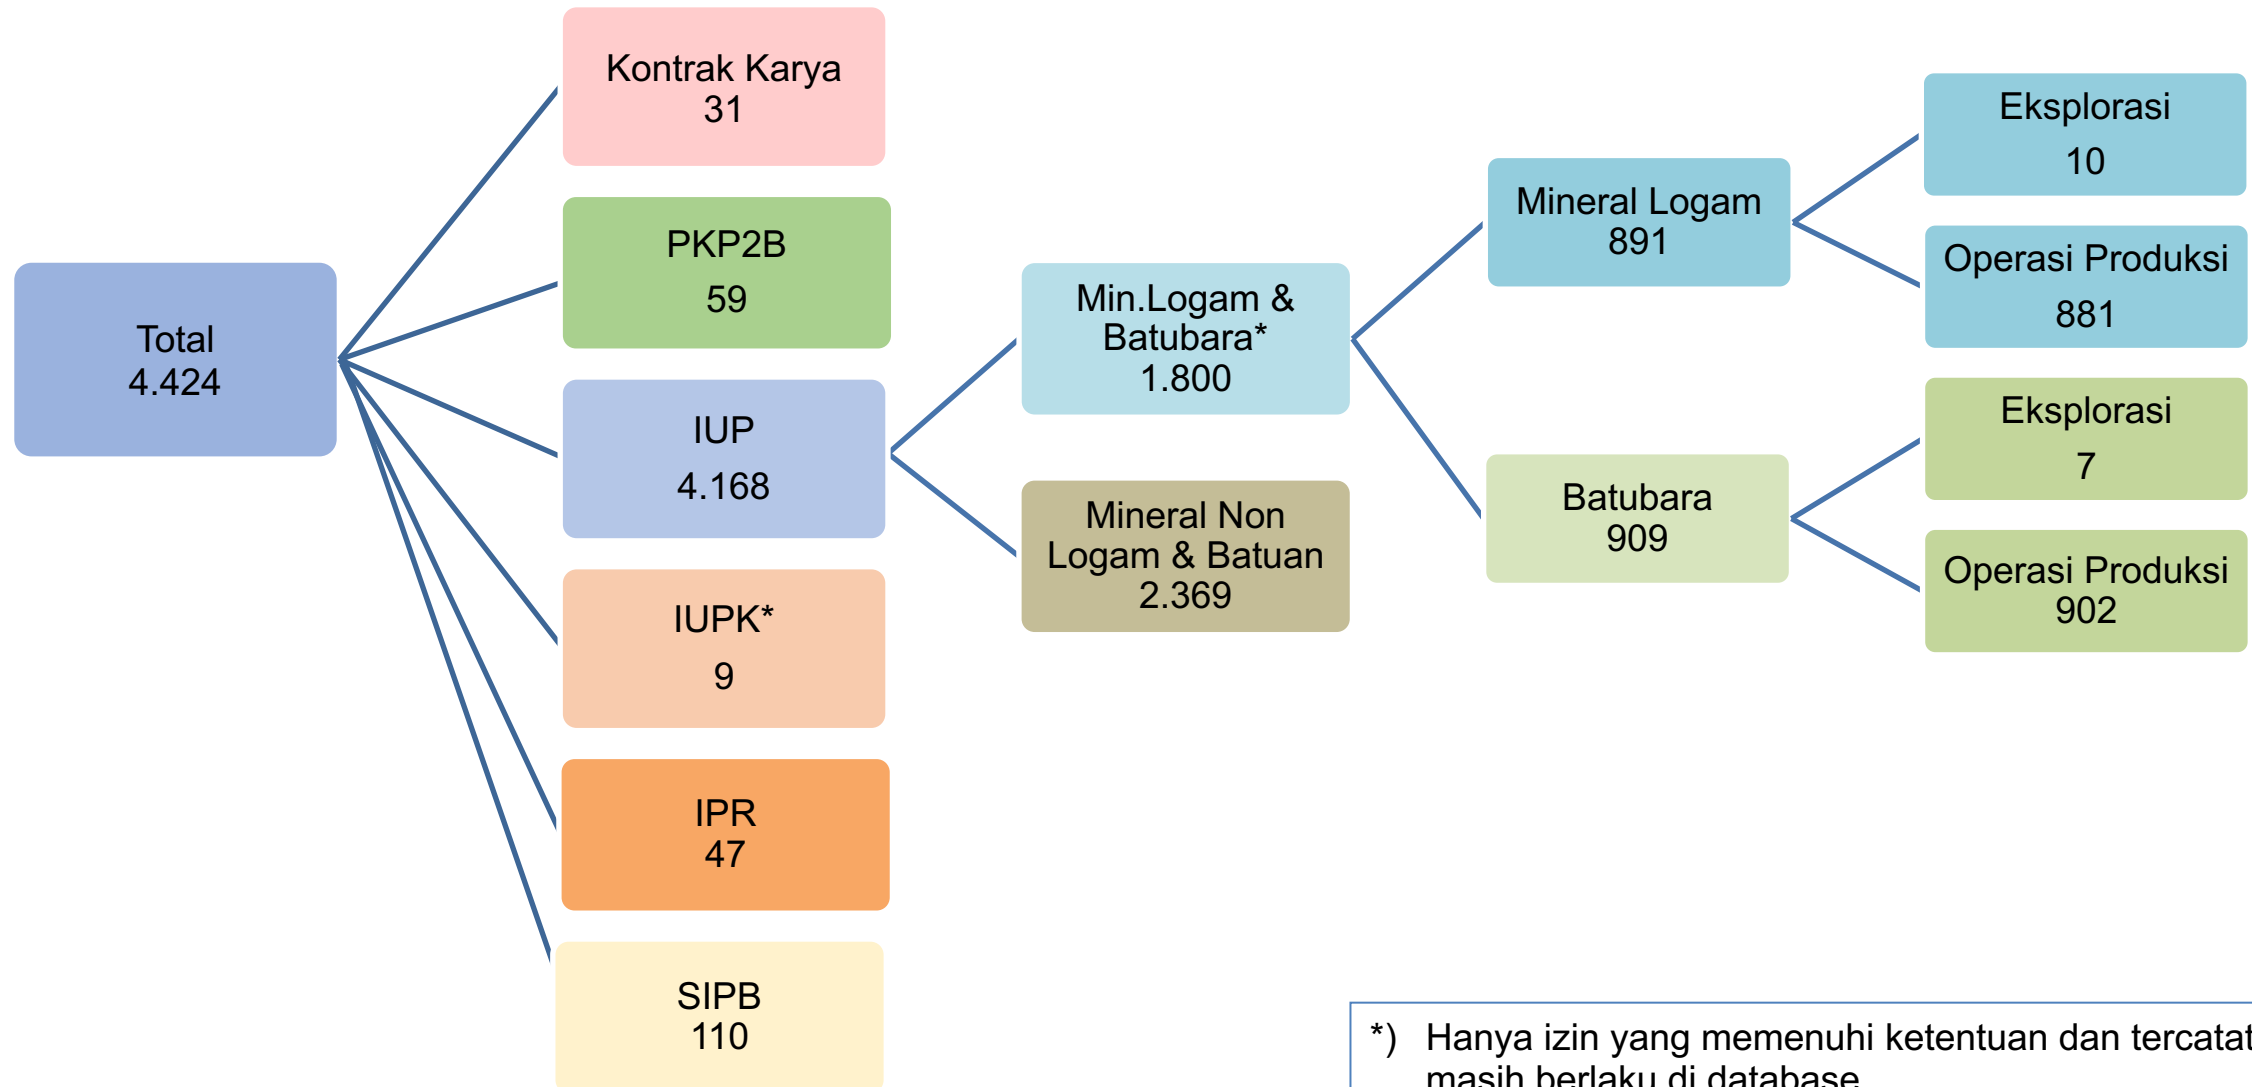 Total
4.424
Kontrak Karya
31
PKP2B
59
IUP
4.168
IUPK*
9
IPR
47
SIPB
110
Min.Logam &
Batubara*
1.800
Mineral Non
Logam & Batuan
2.369
Mineral Logam
891
Batubara
909
Eksplorasi
10
Operasi Produksi
881
Eksplorasi
7
Operasi Produksi
902
*) Hanya izin yang memenuhi ketentuan dan tercatat
masih berlaku di database